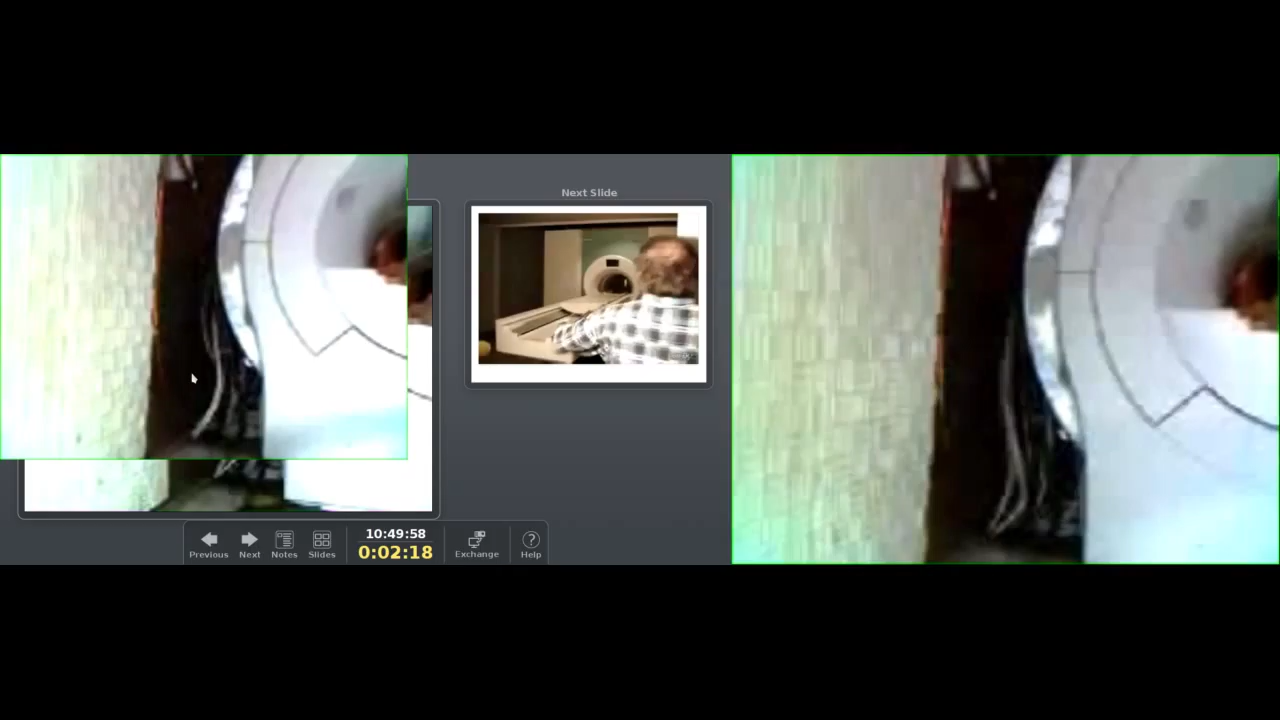 Next Slide
10:49:58
0:02:18
Previous
Next
Notes
Slides
Exchange
Help